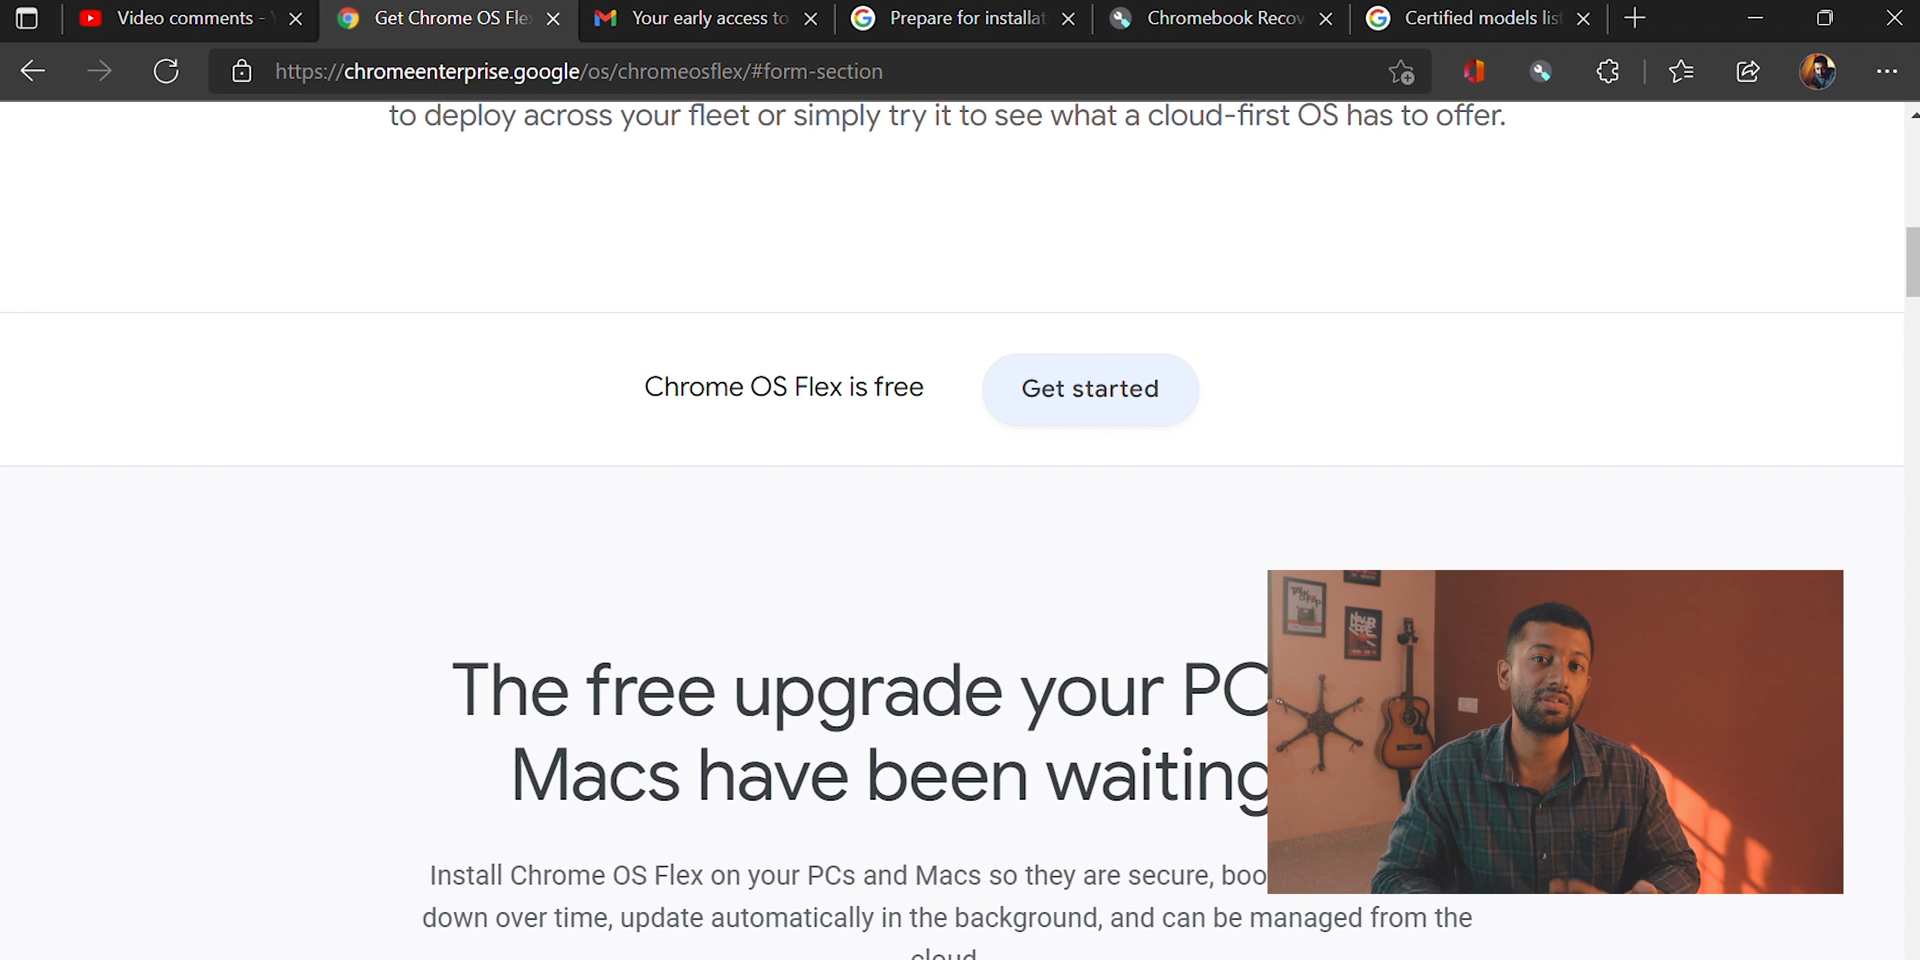 Video comments -
Get Chrome OS Fle
Your early access to
Prepare for installat
Chromebook Recov
Certified models list
https://chromeenterprise.google/os/chromeosflex/#form-section
to deploy across your fleet or simply try it to see what a cloud-first OS has to offer.
Chrome OS Flex is free
Get started
The free upgrade your PC
Macs have been waiting
Install Chrome OS Flex on your PCs and Macs so they are secure, boo
down over time, update automatically in the background, and can be managed from the
cloud